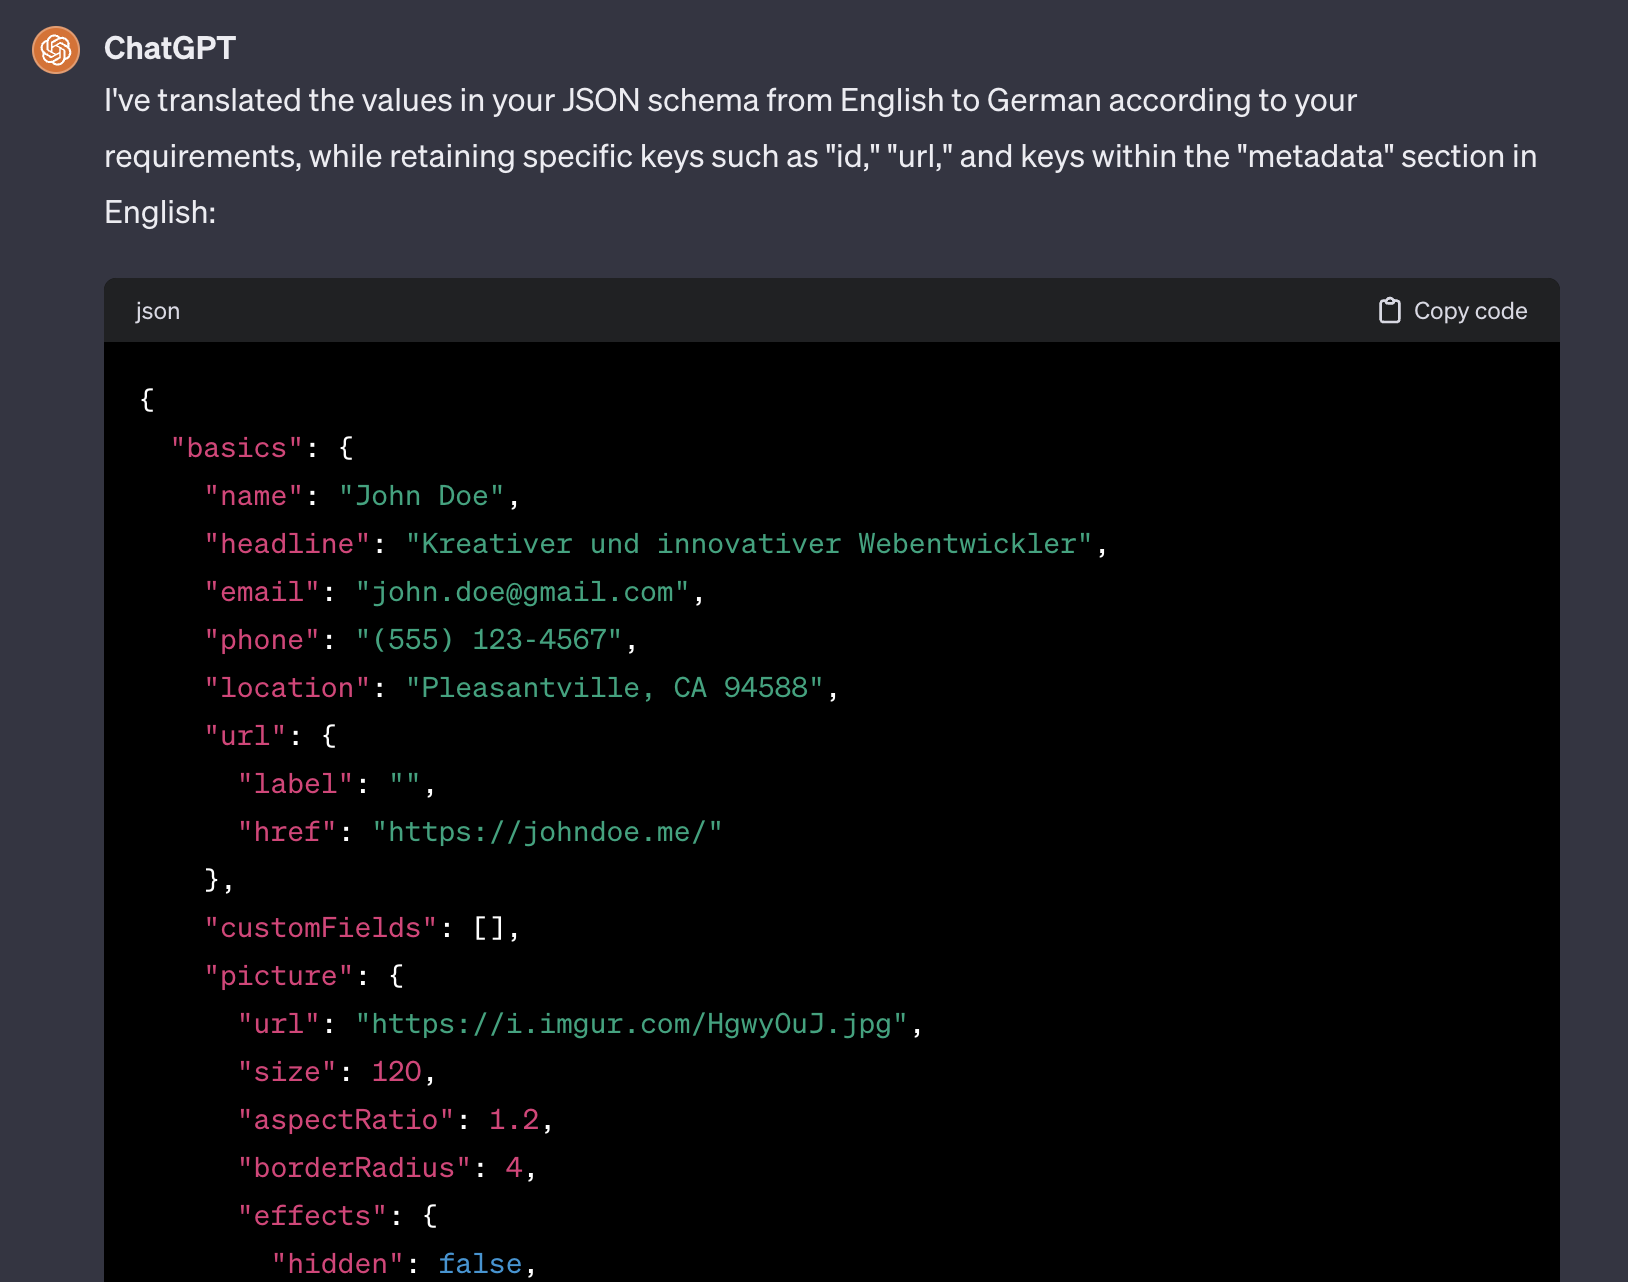 ChatGPT
I've translated the values in your JSON schema from English to German according to your
requirements, while retaining specific keys such as "id," "url," and keys within the "metadata" section in
English:
json
Copy code
{
  "basics": {
    "name": "John Doe",
    "headline": "Kreativer und innovativer Webentwickler",
    "email": "john.doe@gmail.com",
    "phone": "(555) 123-4567",
    "location": "Pleasantville, CA 94588",
    "url": {
      "label": "",
      "href": "https://johndoe.me/"
    },
    "customFields": [],
    "picture": {
      "url": "https://i.imgur.com/HgwyOuJ.jpg",
      "size": 120,
      "aspectRatio": 1.2,
      "borderRadius": 4,
      "effects": {
        "hidden": false,